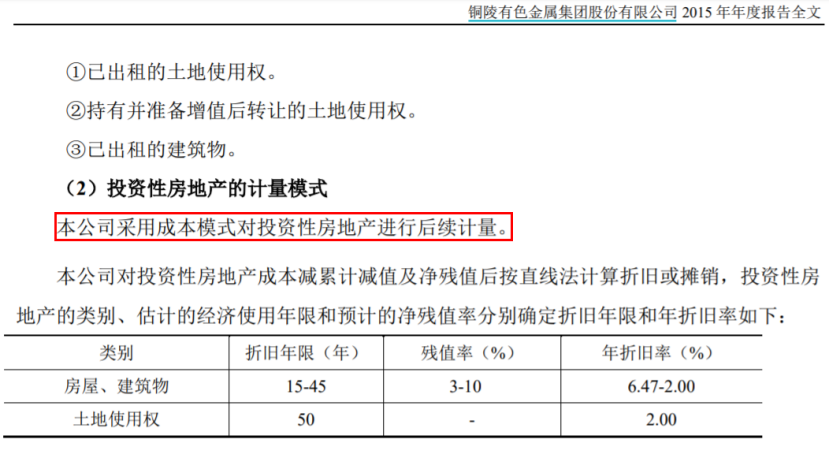 铜陵有色金属集团股份有限公司 2015 年年度报告全文
①已出租的土地使用权。
②持有并准备增值后转让的土地使用权。
③已出租的建筑物。
（2）投资性房地产的计量模式
本公司采用成本模式对投资性房地产进行后续计量。
本公司对投资性房地产成本减累计减值及净残值后按直线法计算折旧或摊销，投资性房
地产的类别、估计的经济使用年限和预计的净残值率分别确定折旧年限和年折旧率如下：
类别 折旧年限（年） 残值率（%） 年折旧率（%）
房屋、建筑物 15-45 3-10 6.47-2.00
土地使用权 50 - 2.00